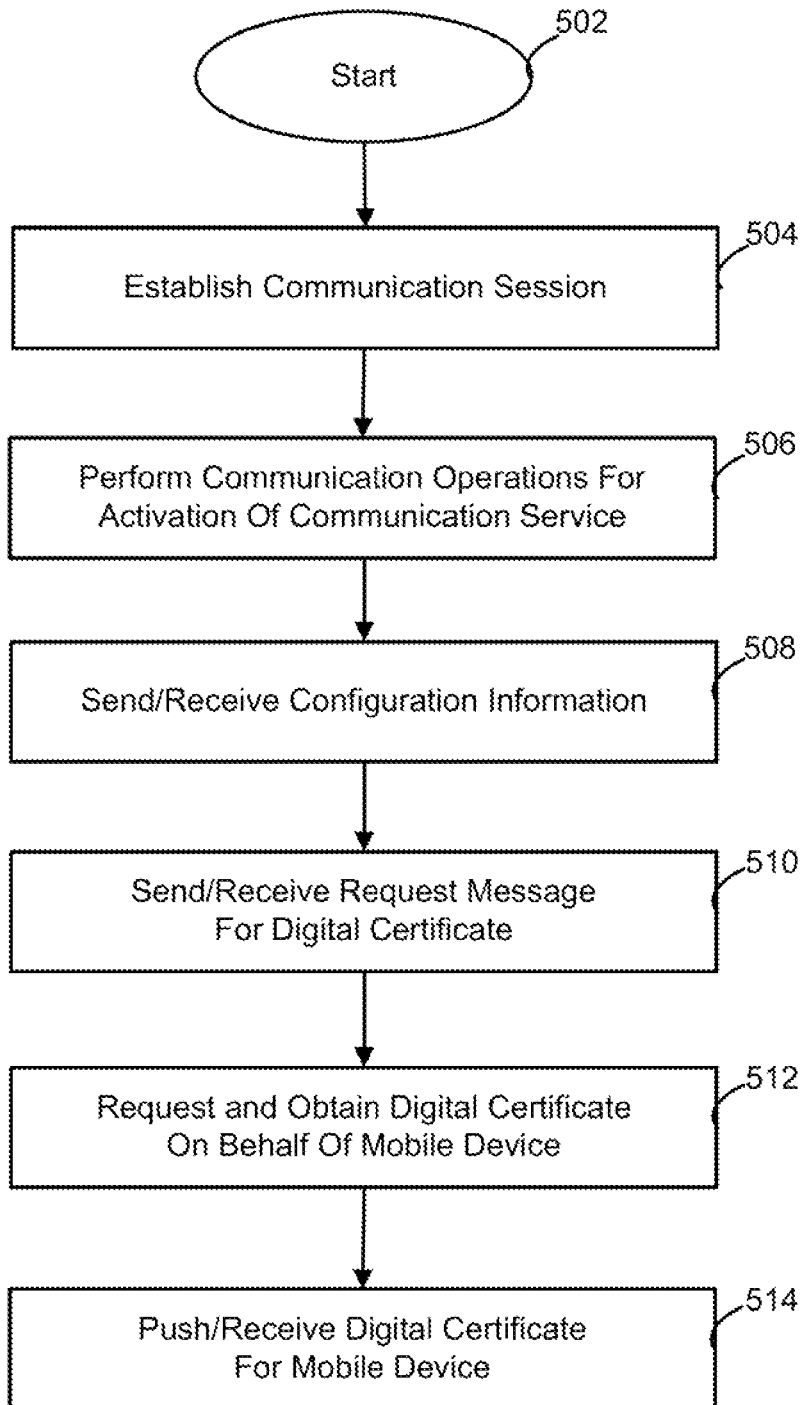 502
Start
504
Establish Communication Session
506
Perform Communication Operations For
Activation Of Communication Service
508
Send/Receive Configuration Information
510
Send/Receive Request Message
For Digital Certificate
512
Request and Obtain Digital Certificate
On Behalf Of Mobile Device
514
Push/Receive Digital Certificate
For Mobile Device